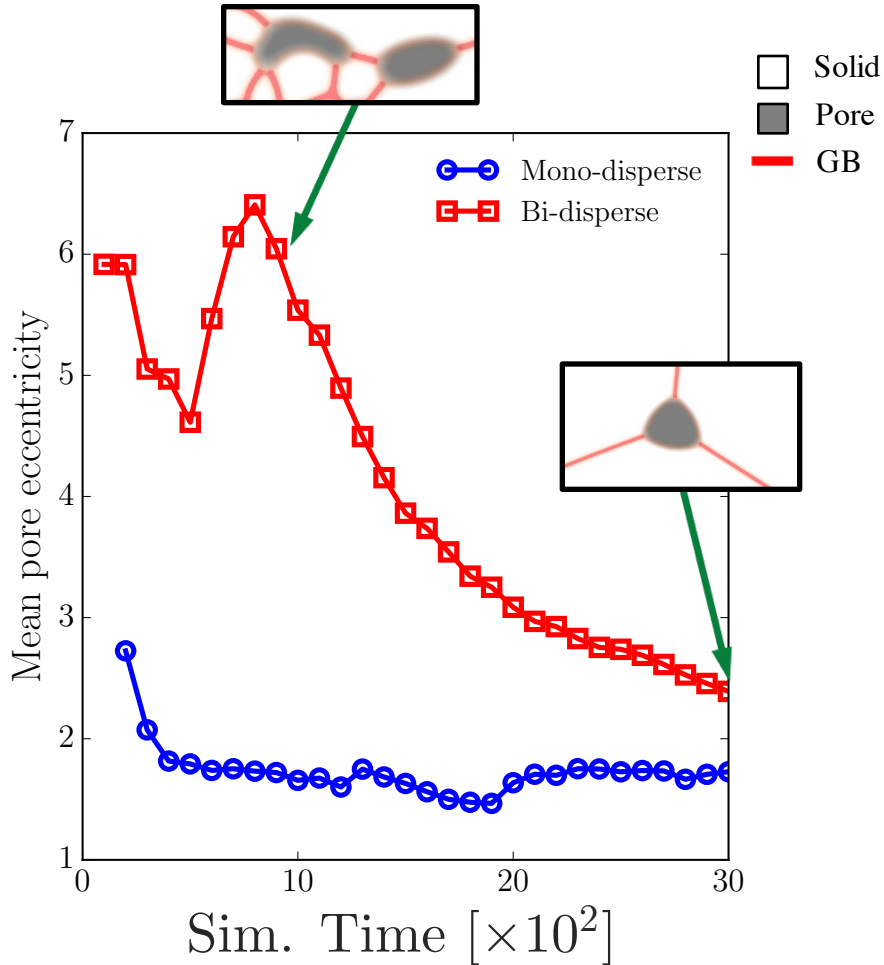 Solid
Pore
GB
7
6
5
4
3
2
1
Mono-disperse
Bi-disperse
Mean pore eccentricity
0
10
20
30
Sim. Time [×10²]